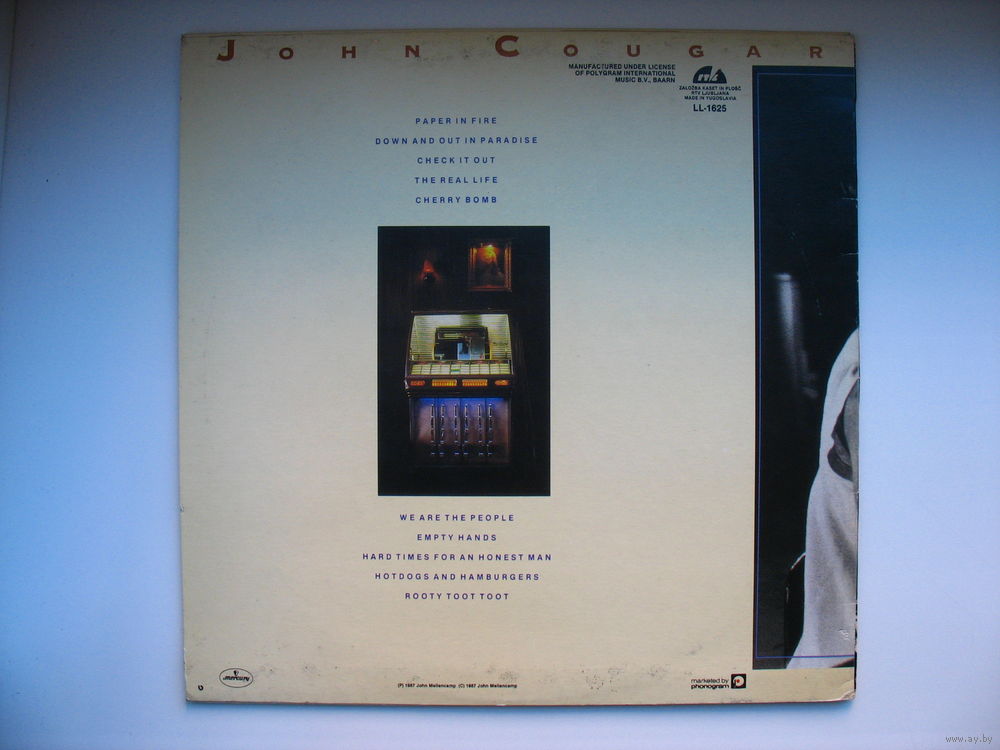 JOHN COUGAR
MANUFACTURED UNDER LICENSE
OF POLYGRAM INTERNATIONAL
MUSIC B.V., BAARN
rtvlj
ZALOŽBA KASET IN PLOŠČ
RTV LJUBLJANA
MADE IN YUGOSLAVIA
LL-1625
PAPER IN FIRE
DOWN AND OUT IN PARADISE
CHECK IT OUT
THE REAL LIFE
CHERRY BOMB
WE ARE THE PEOPLE
EMPTY HANDS
HARD TIMES FOR AN HONEST MAN
HOTDOGS AND HAMBURGERS
ROOTY TOOT TOOT
mercury
(P) 1987 John Mellencamp (C) 1987 John Mellencamp
marketed by
phonogram
www.ay.by